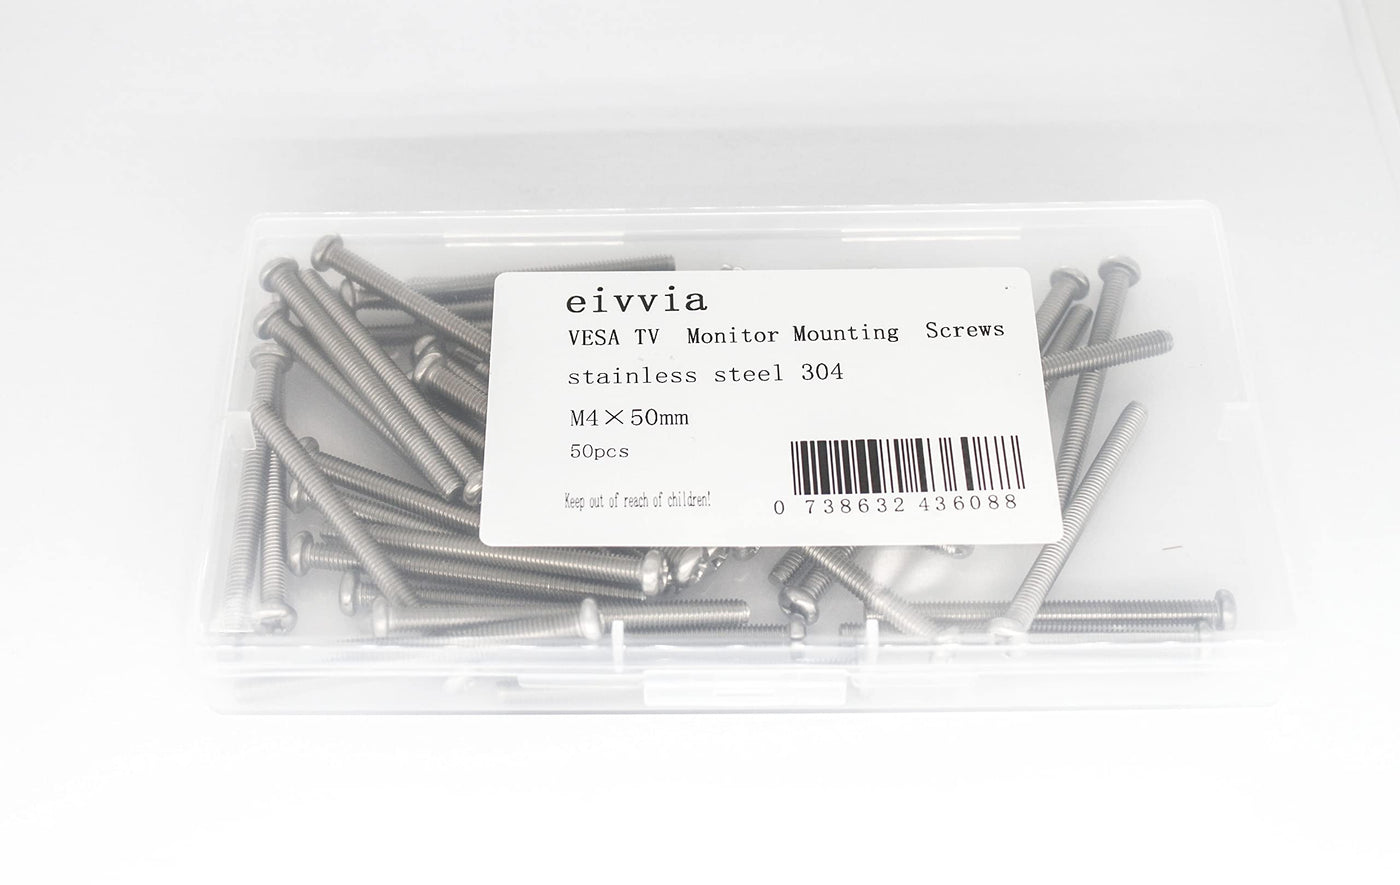 eivvia
VESA TV Monitor Mounting Screws
stainless steel 304
M4×50mm
50pcs
Keep out of reach of children!
0 738632 436088